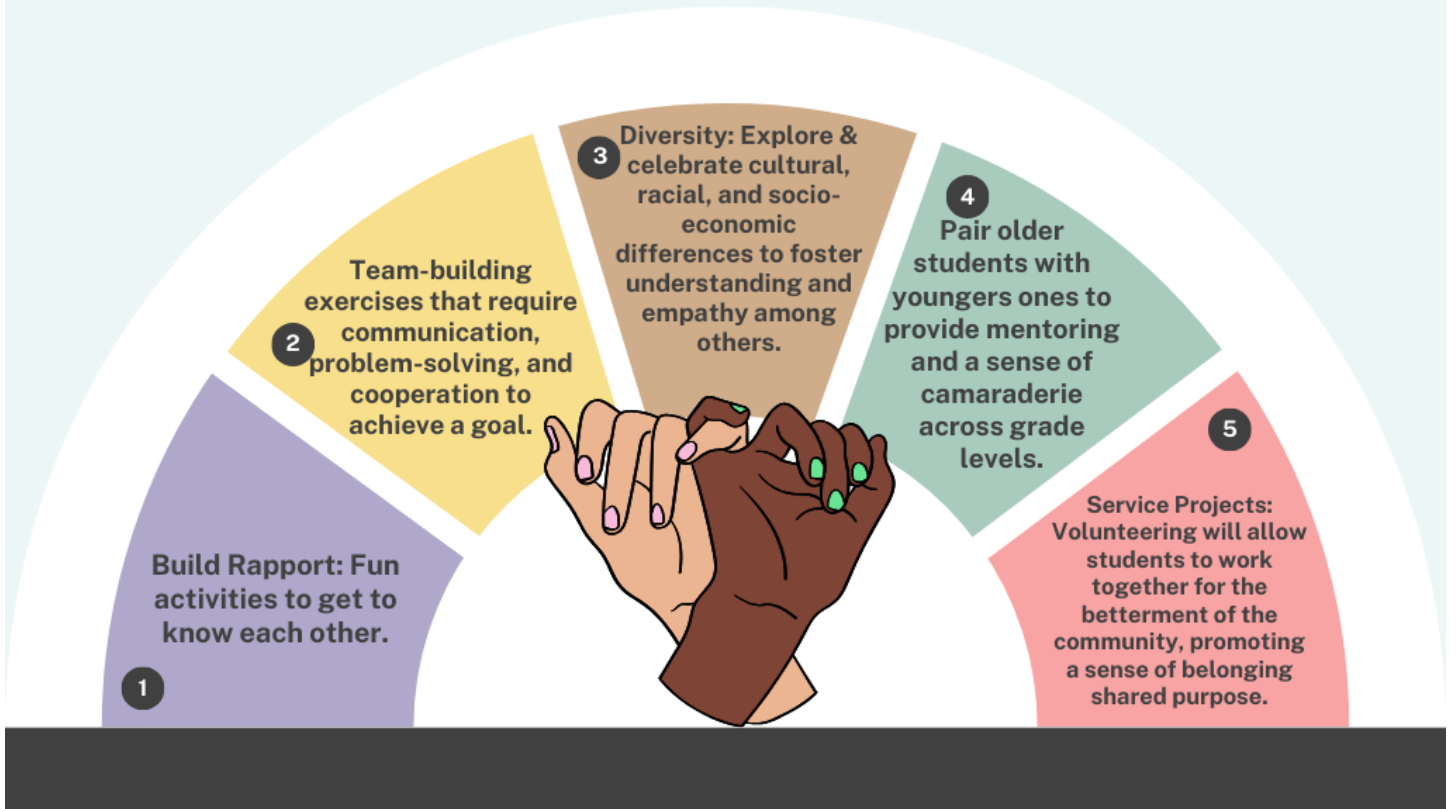 1
Build Rapport: Fun
activities to get to
know each other.
2
Team-building
exercises that require
communication,
problem-solving, and
cooperation to
achieve a goal.
3
Diversity: Explore &
celebrate cultural,
racial, and socio-
economic
differences to foster
understanding and
empathy among
others.
4
Pair older
students with
youngers ones to
provide mentoring
and a sense of
camaraderie
across grade
levels.
5
Service Projects:
Volunteering will allow
students to work
together for the
betterment of the
community, promoting
a sense of belonging
shared purpose.